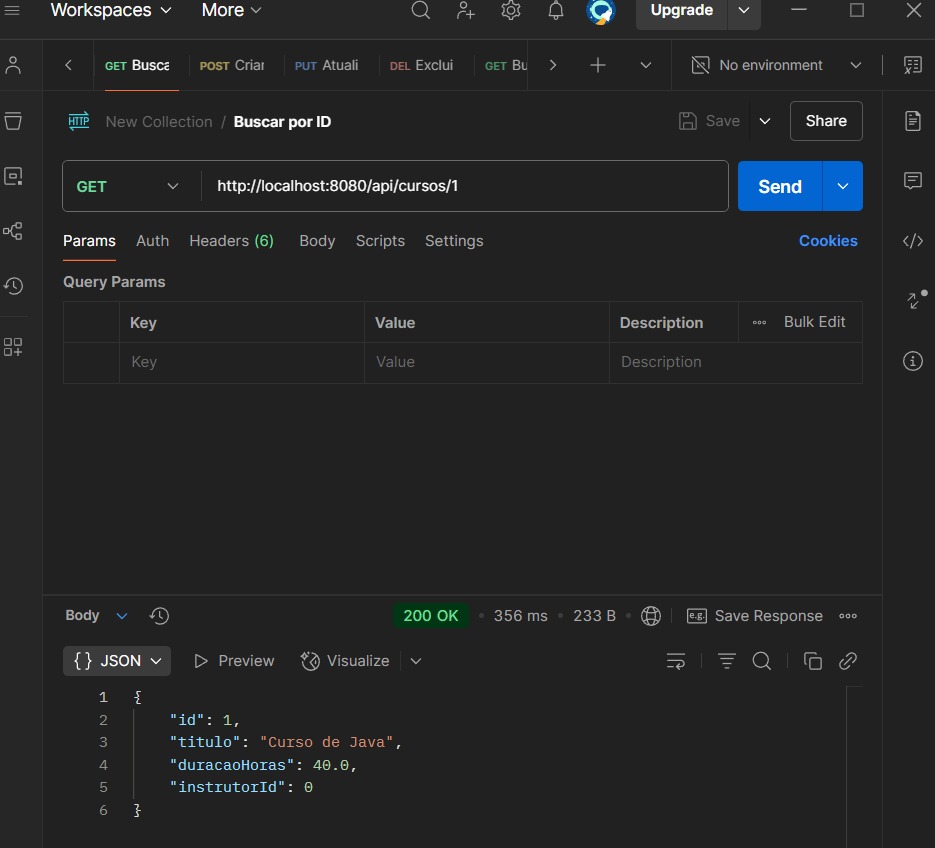 Workspaces More Upgrade
GET Busca POST Criar PUT Atuali DEL Exclui GET Bu No environment
HTTP New Collection / Buscar por ID Save Share
GET http://localhost:8080/api/cursos/1 Send
Params Auth Headers (6) Body Scripts Settings Cookies
Query Params
Key Value Description Bulk Edit
Key Value Description
Body 200 OK 356 ms 233 B e.g. Save Response
{} JSON Preview Visualize
1 {
2 "id": 1,
3 "titulo": "Curso de Java",
4 "duracaoHoras": 40.0,
5 "instrutorId": 0
6 }